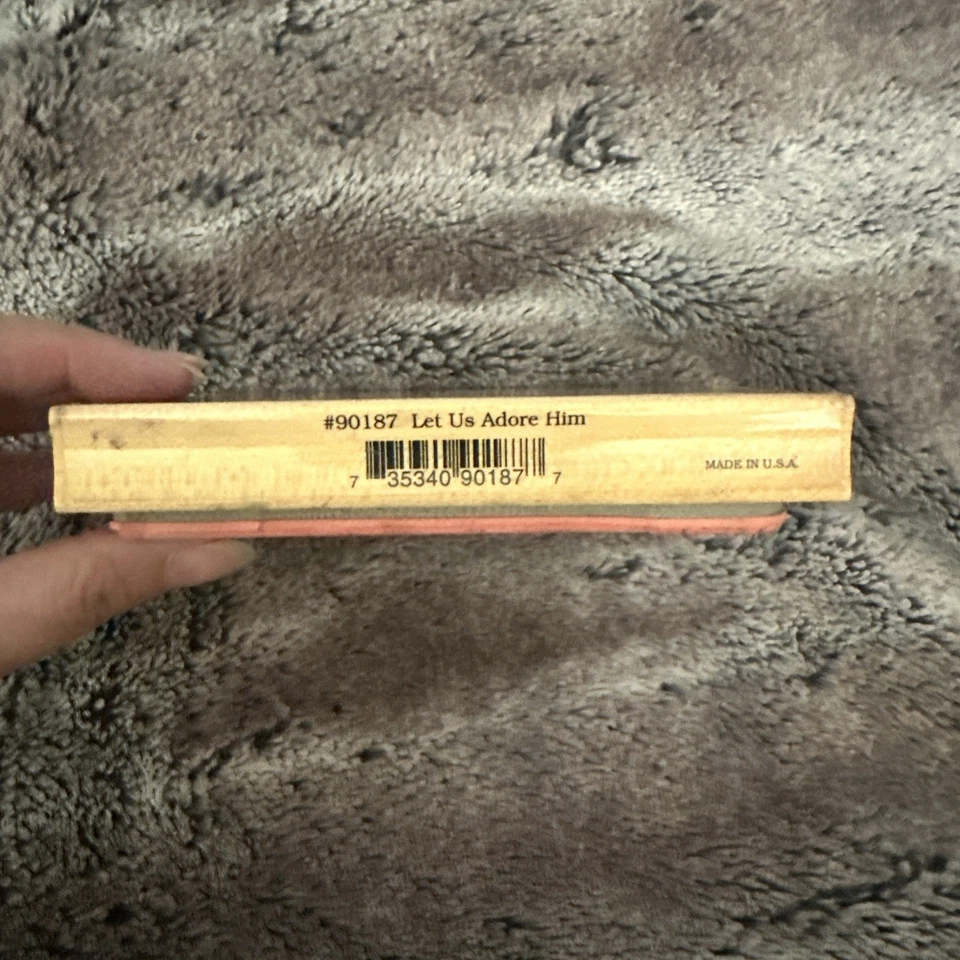 #90187 Let Us Adore Him
7 35340 90187 7
MADE IN U.S.A.